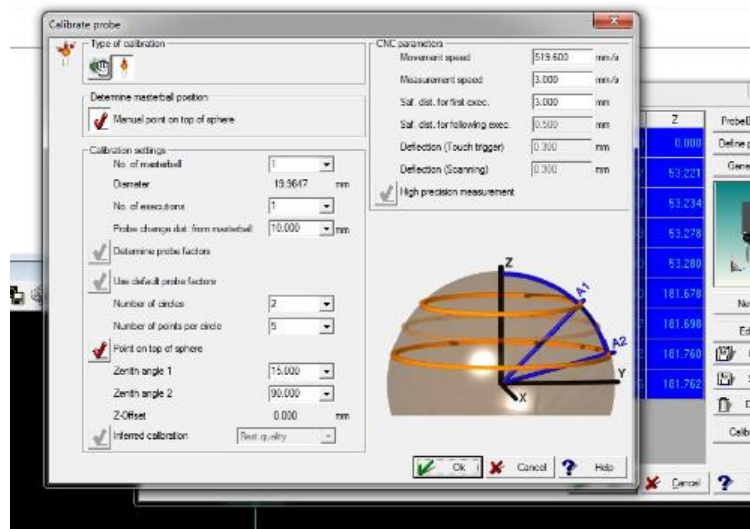 Calibrate probe
Type of calibration
Determine masterball position
Manual point on top of sphere
Calibration settings
No. of masterball 1
Diameter 19.9647 mm
No. of executions 1
Probe change dist. from masterball 10.000 mm
Determine probe factors
Use default probe factors
Number of circles 2
Number of points per circle 5
Point on top of sphere
Zenith angle 1 15.000
Zenith angle 2 90.000
Z-Offset 0.000 mm
Inferred calibration Best quality
CNC parameters
Movement speed 519.600 mm/s
Measurement speed 3.000 mm/s
Saf. dist. for first exec. 3.000 mm
Saf. dist. for following exec. 0.500 mm
Deflection (Touch trigger) 0.300 mm
Deflection (Scanning) 0.300 mm
High precision measurement
Z
A1
A2
Y
X
Ok Cancel Help
Z
0.000
53.221
53.234
53.278
53.280
181.678
181.698
181.760
181.762
Define
Cancel
?